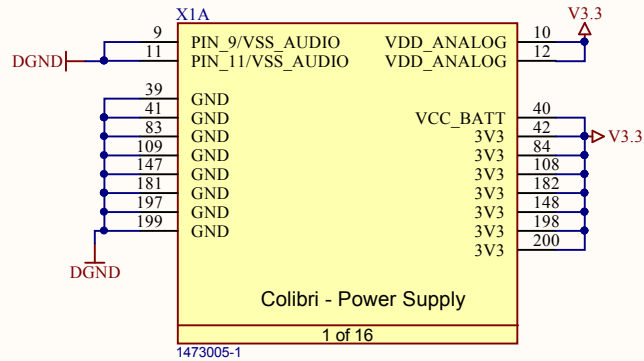 X1A
9 PIN_9/VSS_AUDIO VDD_ANALOG 10 V3.3
DGND 11 PIN_11/VSS_AUDIO VDD_ANALOG 12
39 GND
41 GND VCC_BATT 40
83 GND 3V3 42 V3.3
109 GND 3V3 84
147 GND 3V3 108
181 GND 3V3 182
197 GND 3V3 148
199 GND 3V3 198
3V3 200
DGND
Colibri - Power Supply
1 of 16
1473005-1